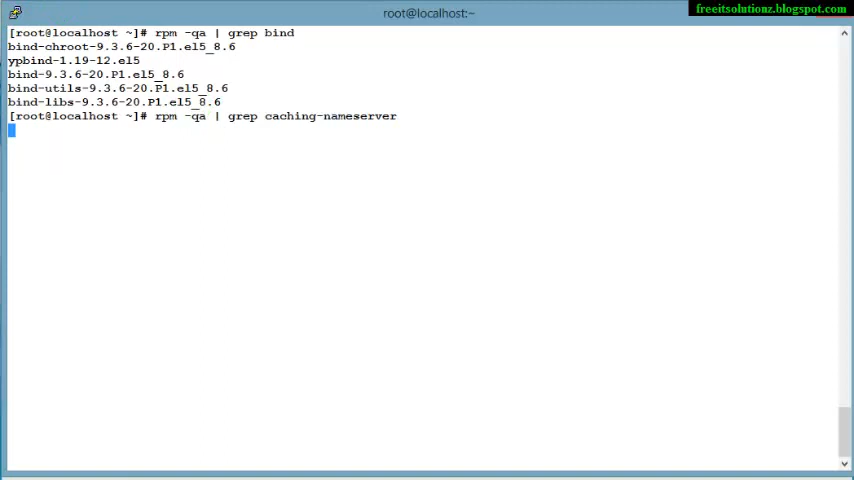 root@localhost:~
freeitsolutionz.blogspot.com
[root@localhost ~]# rpm -qa | grep bind
bind-chroot-9.3.6-20.P1.el5_8.6
ypbind-1.19-12.el5
bind-9.3.6-20.P1.el5_8.6
bind-utils-9.3.6-20.P1.el5_8.6
bind-libs-9.3.6-20.P1.el5_8.6
[root@localhost ~]# rpm -qa | grep caching-nameserver